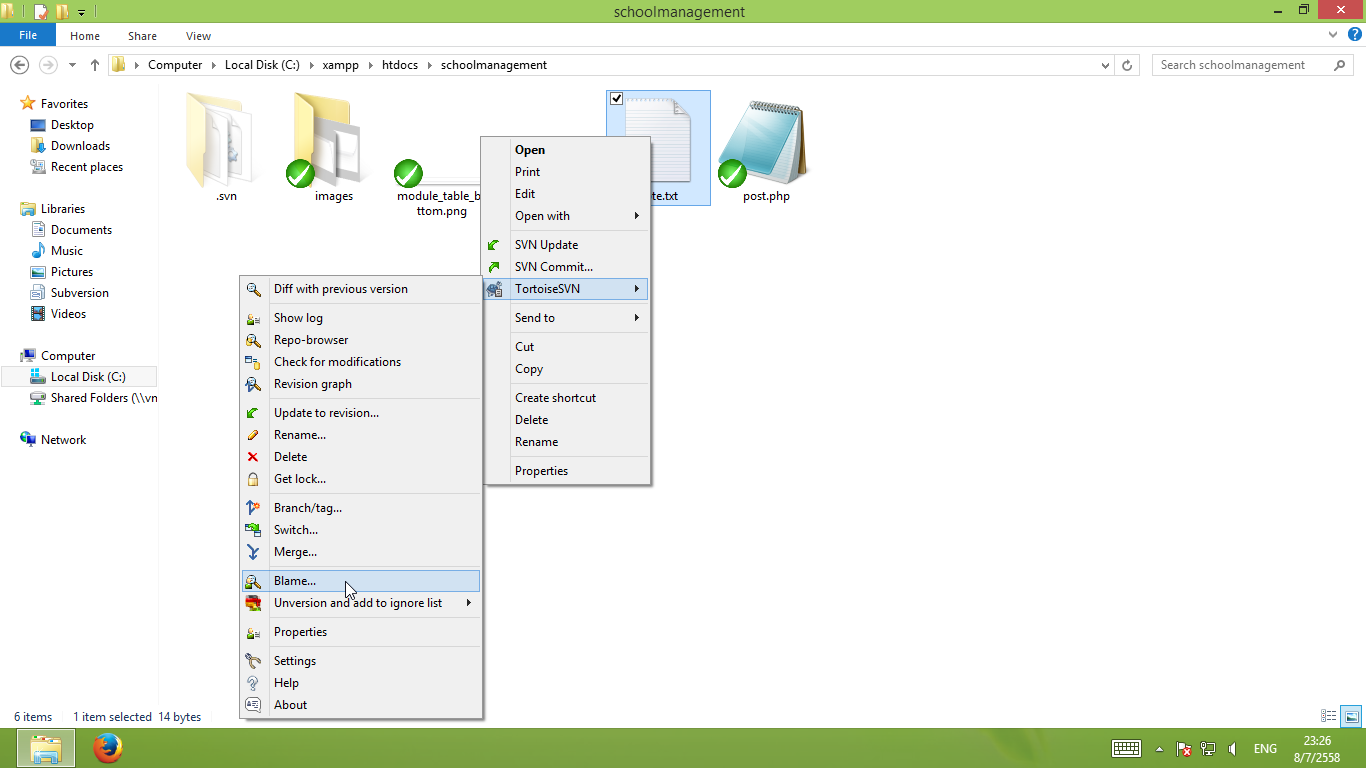 schoolmanagement
File Home Share View
Computer Local Disk (C:) xampp htdocs schoolmanagement
Search schoolmanagement
Favorites
Desktop
Downloads
Recent places
Libraries
Documents
Music
Pictures
Subversion
Videos
Computer
Local Disk (C:)
Shared Folders (\\vn
Network
.svn
images
module_table_b
ttom.png
te.txt
post.php
Open
Print
Edit
Open with
SVN Update
SVN Commit...
TortoiseSVN
Send to
Cut
Copy
Create shortcut
Delete
Rename
Properties
Diff with previous version
Show log
Repo-browser
Check for modifications
Revision graph
Update to revision...
Rename...
Delete
Get lock...
Branch/tag...
Switch...
Merge...
Blame...
Unversion and add to ignore list
Properties
Settings
Help
About
6 items 1 item selected 14 bytes
ENG
23:26
8/7/2558